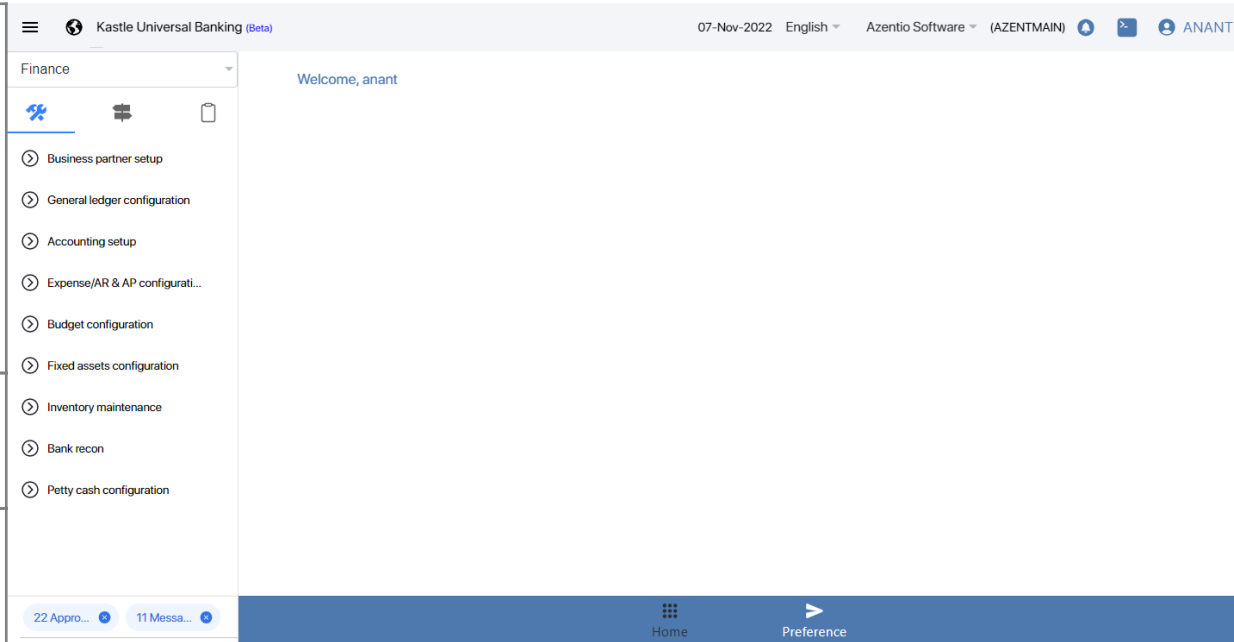 Kastle Universal Banking (Beta)
07-Nov-2022 English Azentio Software (AZENTMAIN) ANANT
Finance
Welcome, anant
Business partner setup
General ledger configuration
Accounting setup
Expense/AR & AP configurati...
Budget configuration
Fixed assets configuration
Inventory maintenance
Bank recon
Petty cash configuration
22 Appro... 11 Messa...
Home Preference